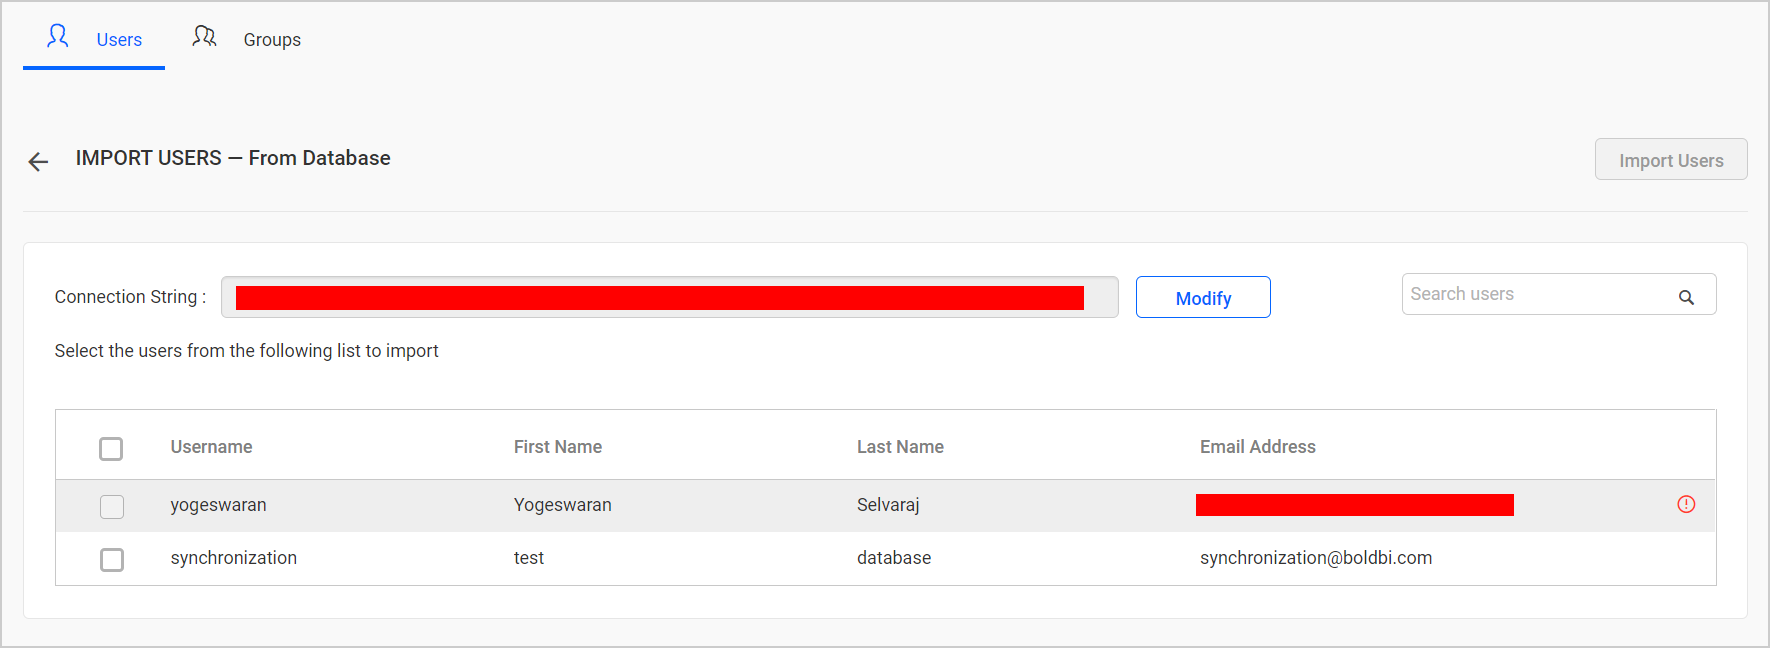 Users Groups
IMPORT USERS — From Database
Import Users
Connection String : Modify Search users
Select the users from the following list to import
Username First Name Last Name Email Address
yogeswaran Yogeswaran Selvaraj
synchronization test database synchronization@boldbi.com